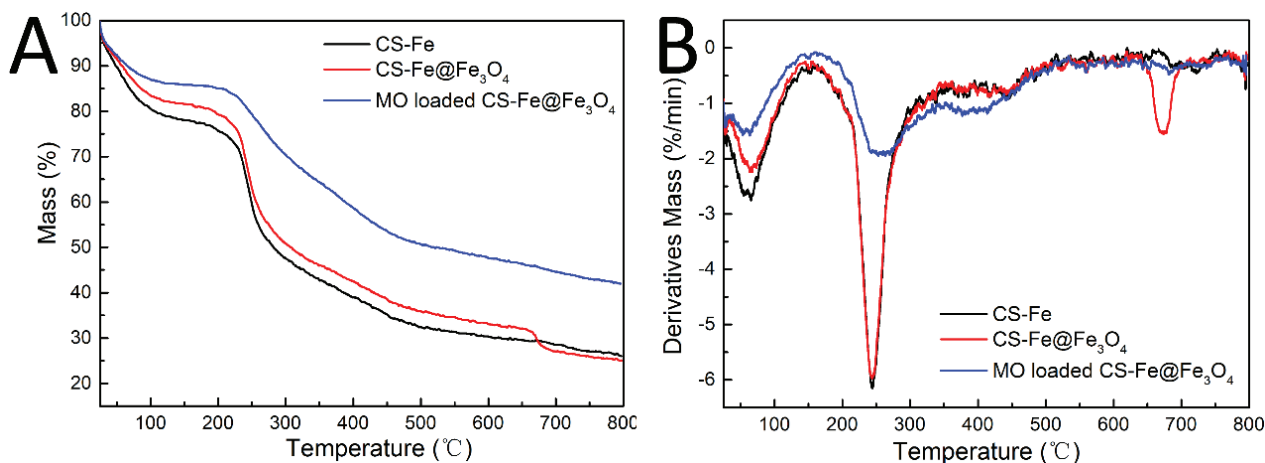 A
100
90
80
70
60
50
40
30
20
Mass (%)
CS-Fe
CS-Fe@Fe₃O₄
MO loaded CS-Fe@Fe₃O₄
100 200 300 400 500 600 700 800
Temperature (℃)
B
0
-1
-2
-3
-4
-5
-6
Derivatives Mass (%/min)
CS-Fe
CS-Fe@Fe₃O₄
MO loaded CS-Fe@Fe₃O₄
100 200 300 400 500 600 700 800
Temperature (℃)